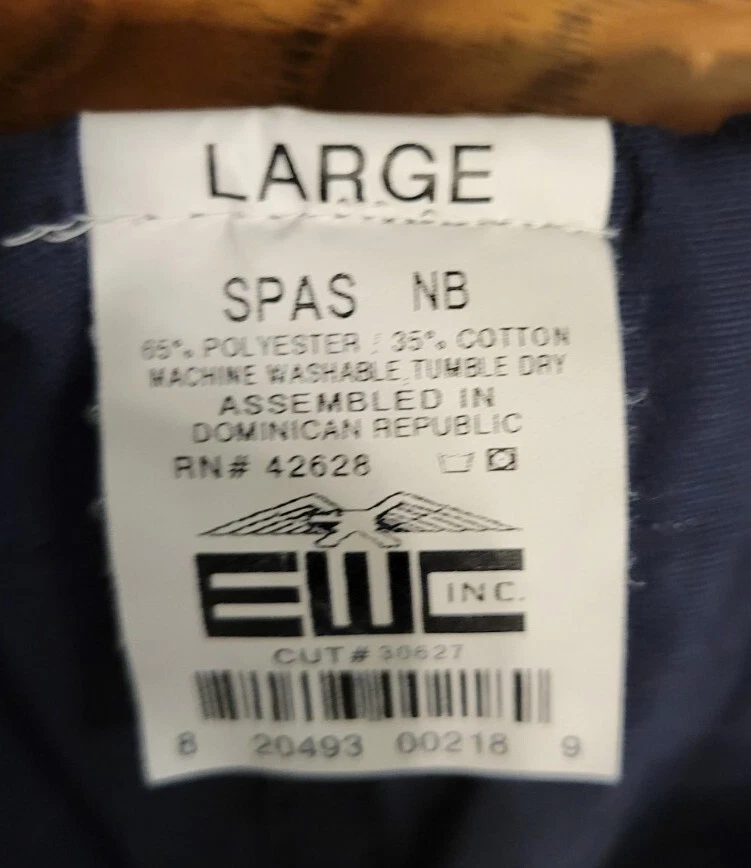 LARGE
SPAS NB
65% POLYESTER / 35% COTTON
MACHINE WASHABLE, TUMBLE DRY
ASSEMBLED IN
DOMINICAN REPUBLIC
RN# 42628
EWC INC.
CUT# 30627
8 20493 00218 9